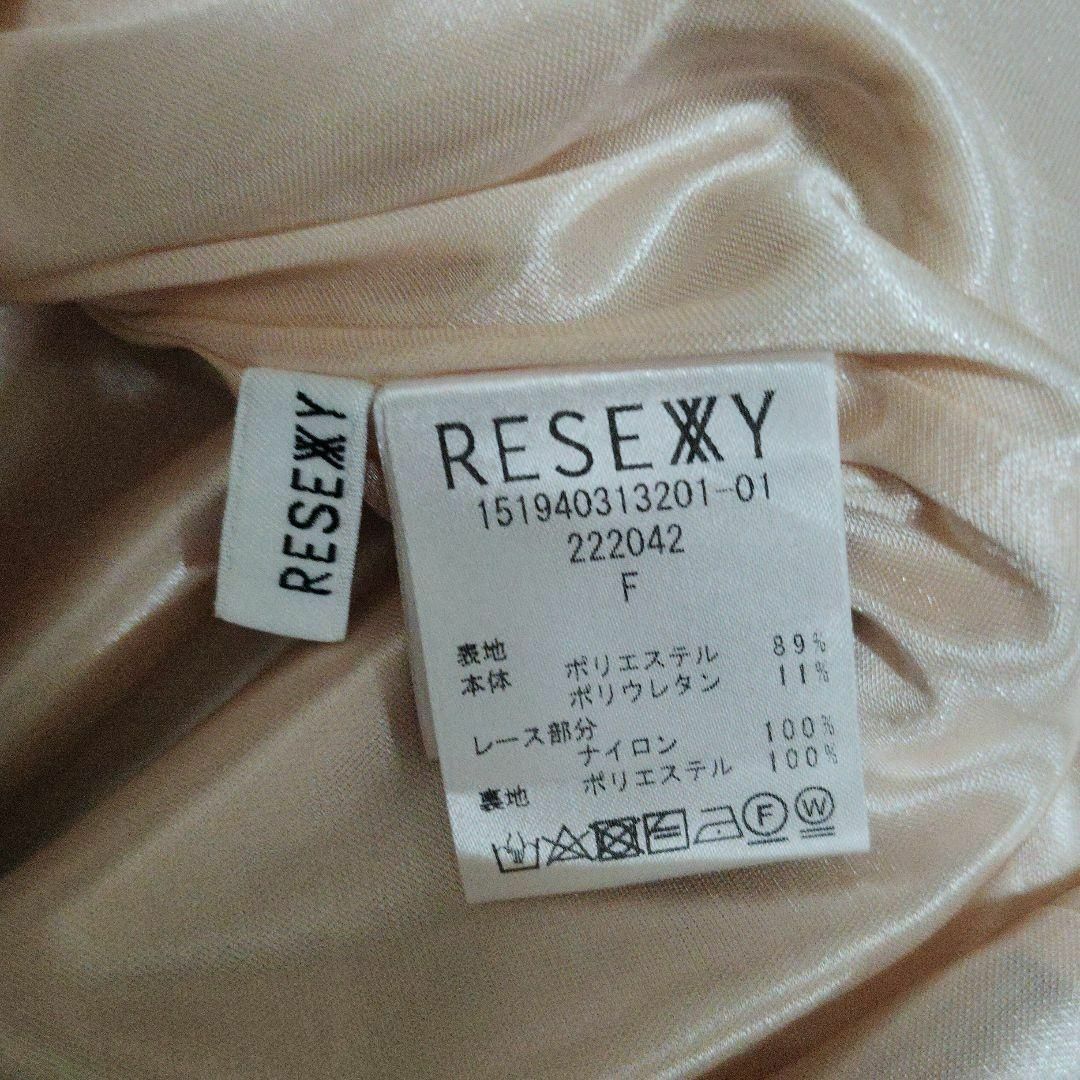 RESEXXY
RESEXXY
151940313201-01
222042
F
表地
本体 ポリエステル 89%
ポリウレタン 11%
レース部分
ナイロン 100%
裏地 ポリエステル 100%
F W